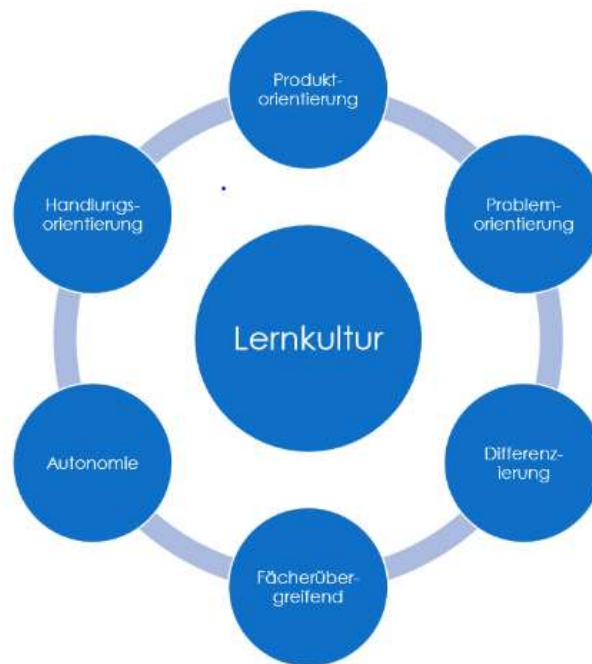 Produkt-
orientierung
Handlungs-
orientierung
Problem-
orientierung
Lernkultur
Autonomie
Differenz-
ierung
Fächerüber-
greifend